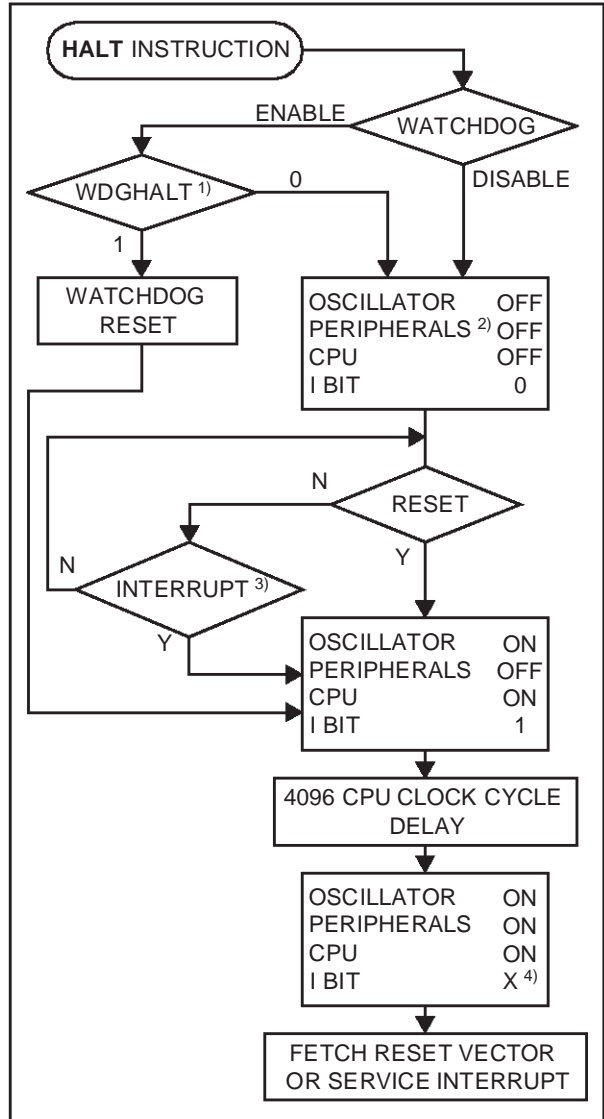 HALT INSTRUCTION
ENABLE
WATCHDOG
WDGHALT 1)
0
DISABLE
1
WATCHDOG
RESET
OSCILLATOR OFF
PERIPHERALS 2) OFF
CPU OFF
I BIT 0
N
RESET
Y
N
INTERRUPT 3)
Y
OSCILLATOR ON
PERIPHERALS OFF
CPU ON
I BIT 1
4096 CPU CLOCK CYCLE
DELAY
OSCILLATOR ON
PERIPHERALS ON
CPU ON
I BIT X 4)
FETCH RESET VECTOR
OR SERVICE INTERRUPT